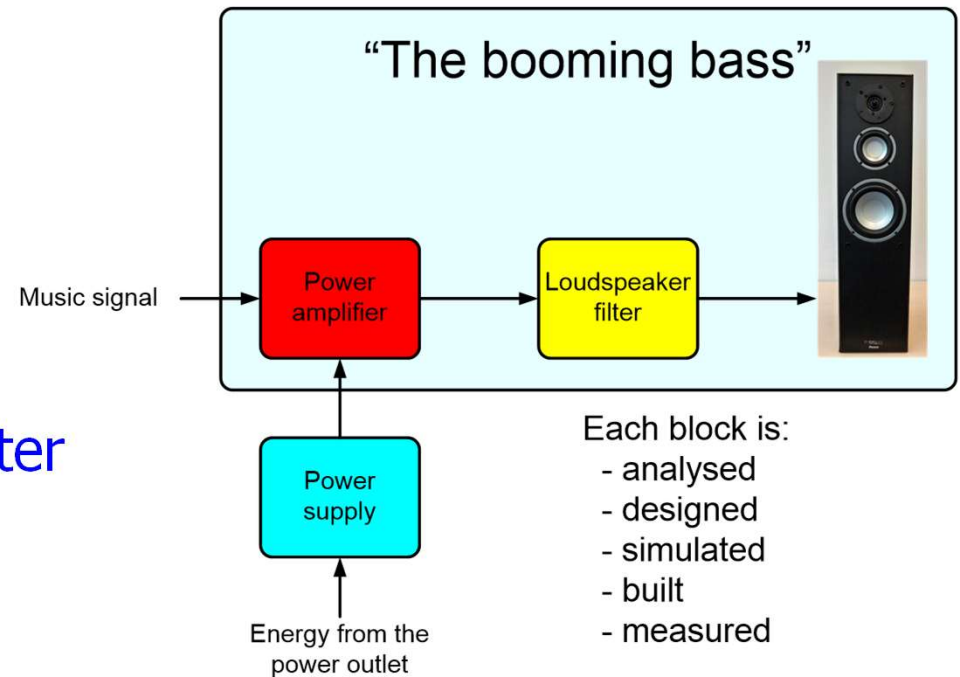 “The booming bass”
Music signal
Power
amplifier
Loudspeaker
filter
ter
Power
supply
Energy from the
power outlet
Each block is:
- analysed
- designed
- simulated
- built
- measured